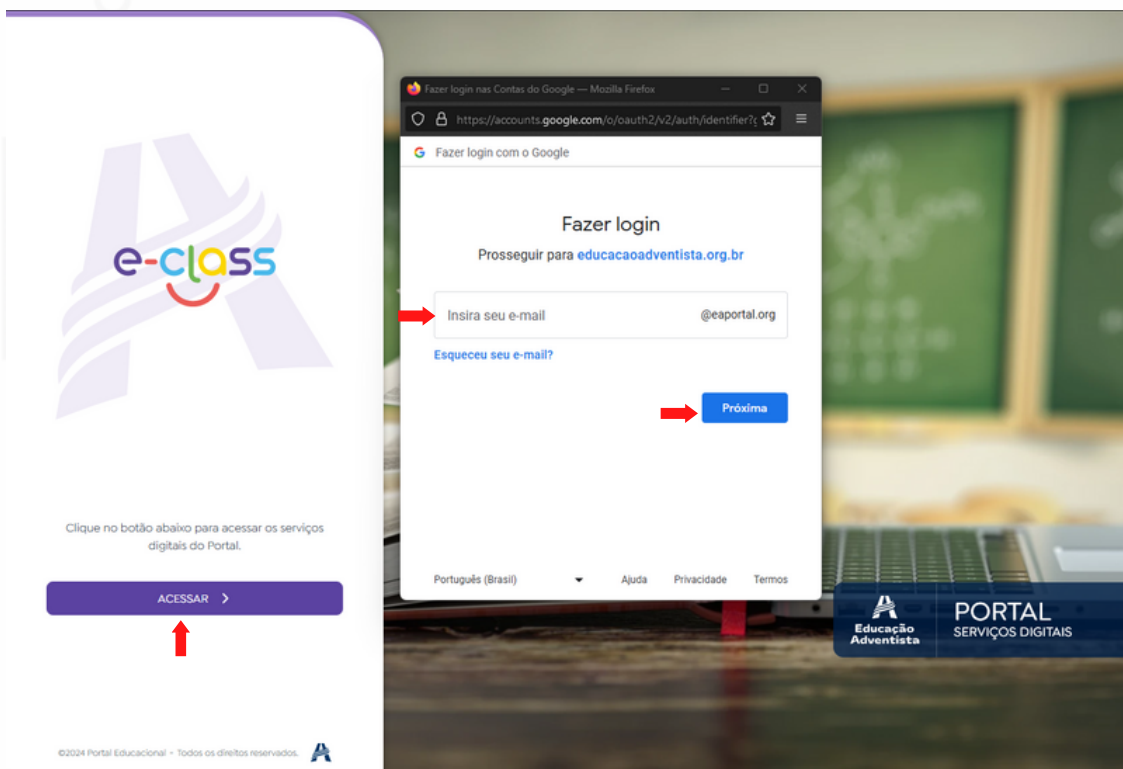 e-class
Clique no botão abaixo para acessar os serviços
digitais do Portal.
ACESSAR >
©2024 Portal Educacional - Todos os direitos reservados.
Fazer login nas Contas do Google — Mozilla Firefox
https://accounts.google.com/o/oauth2/v2/auth/identifier?g
Fazer login com o Google
Fazer login
Prosseguir para educacaoadventista.org.br
Insira seu e-mail @eaportal.org
Esqueceu seu e-mail?
Próxima
Português (Brasil) Ajuda Privacidade Termos
Educação
Adventista
PORTAL
SERVIÇOS DIGITAIS